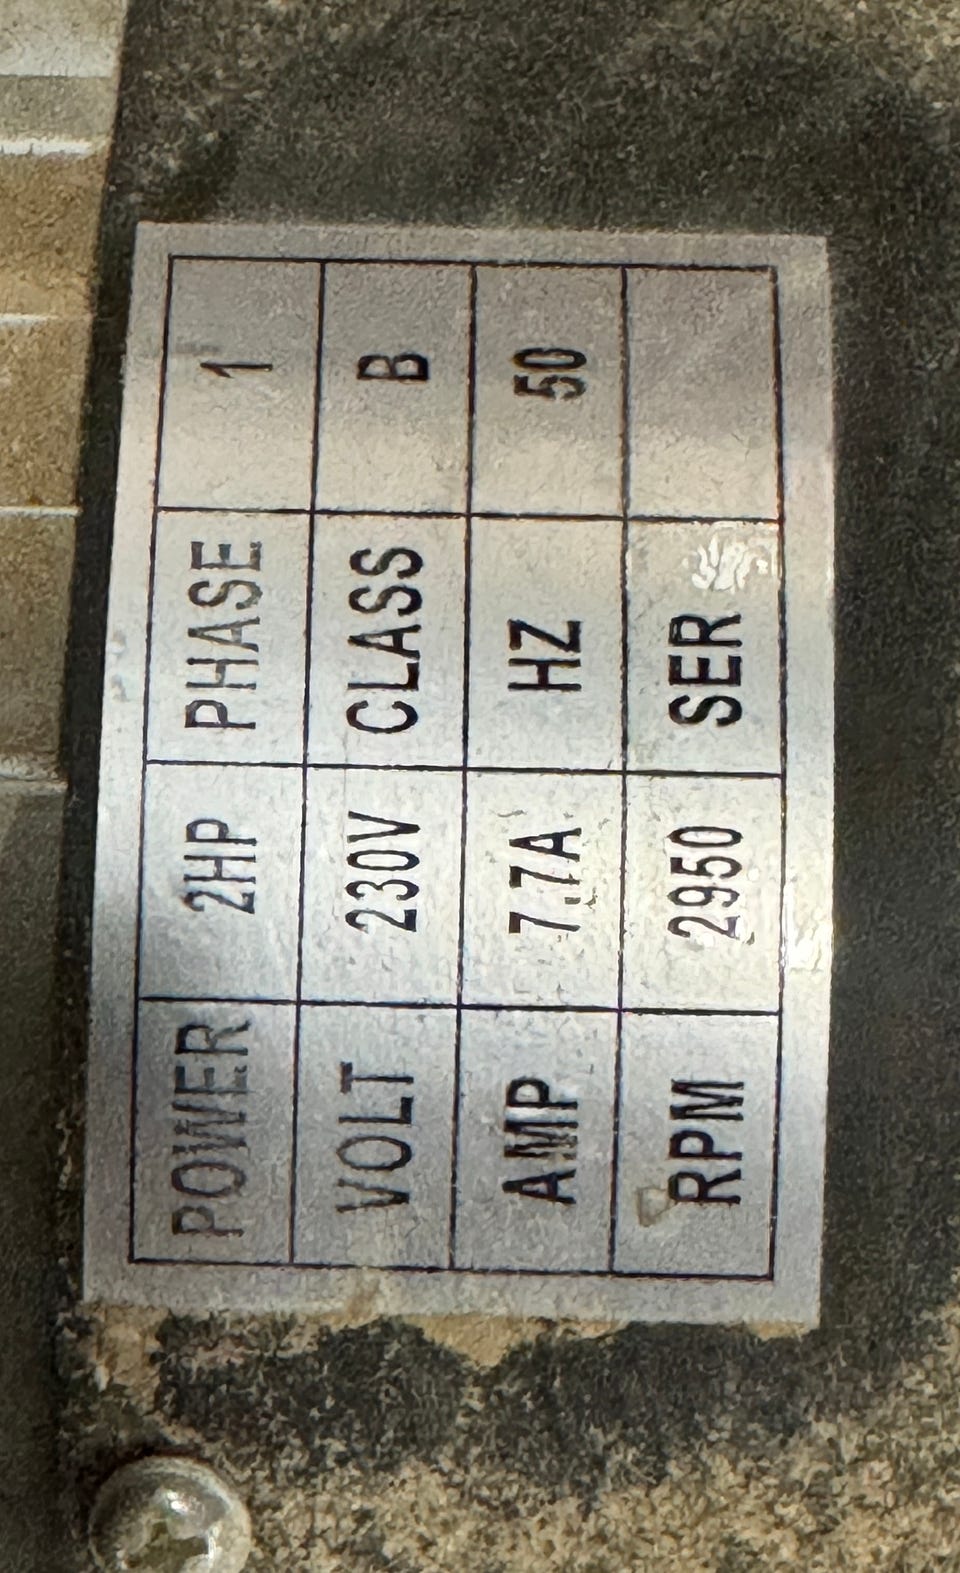 POWER 2HP PHASE 1
VOLT 230V CLASS B
AMP 7.7A HZ 50
RPM 2950 SER